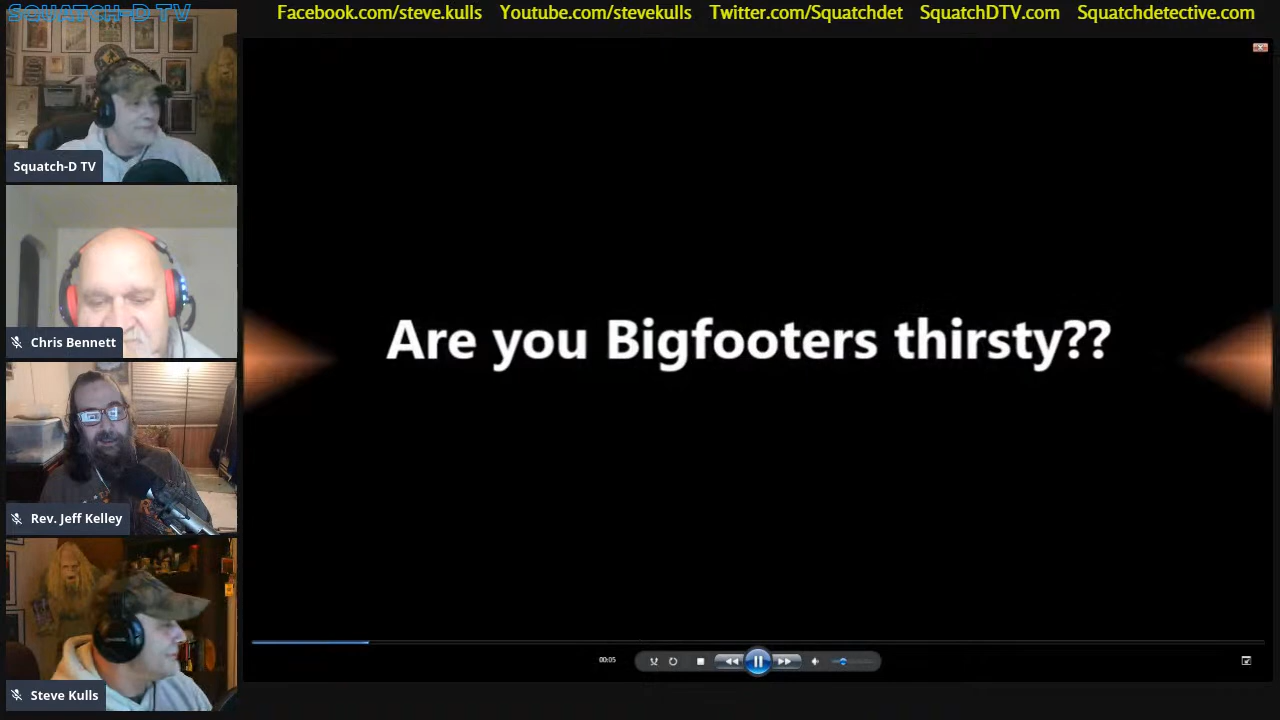 SQUATCH-D TV
Facebook.com/steve.kulls Youtube.com/stevekulls Twitter.com/Squatchdet SquatchDTV.com Squatchdetective.com
Squatch-D TV
Chris Bennett
Are you Bigfooters thirsty??
Rev. Jeff Kelley
00:05
Steve Kulls